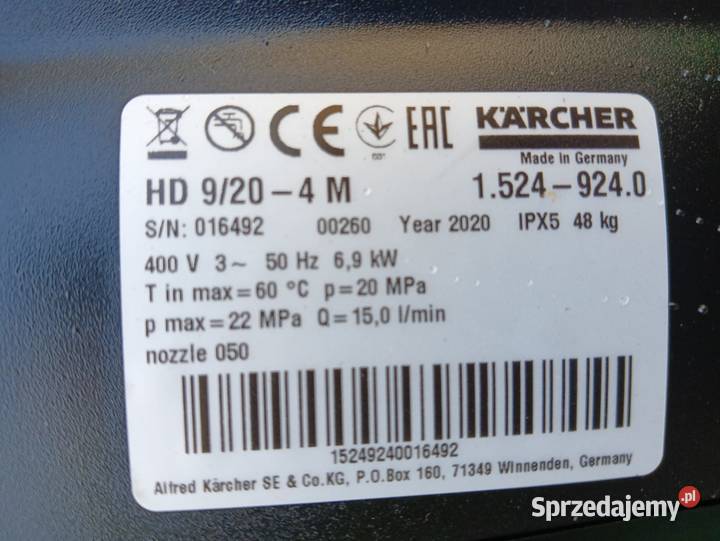 CE EAC KÄRCHER
Made in Germany
HD 9/20 – 4 M 1.524 – 924.0
S/N: 016492 00260 Year 2020 IPX5 48 kg
400 V 3~ 50 Hz 6,9 kW
T in max = 60 °C p = 20 MPa
p max = 22 MPa Q = 15,0 l/min
nozzle 050
15249240016492
Alfred Kärcher SE & Co.KG, P.O.Box 160, 71349 Winnenden, Germany
Sprzedajemy.pl